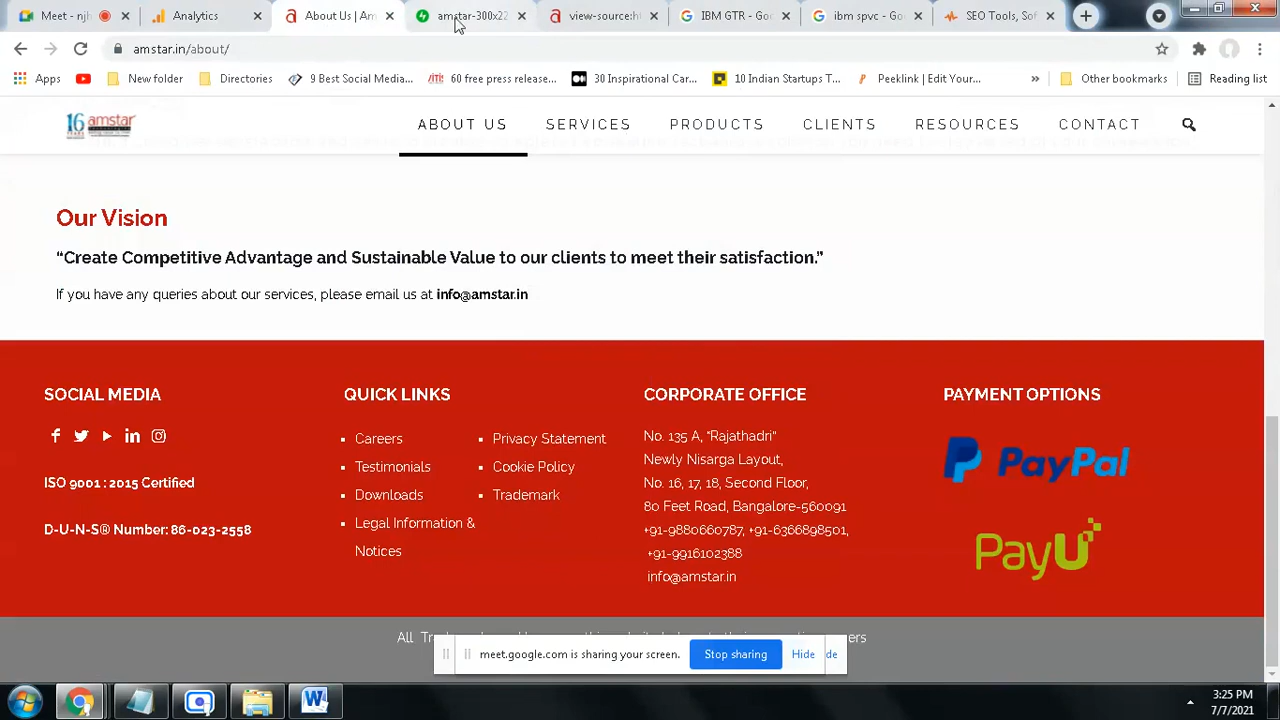 Meet - njh
Analytics
About Us | Am
amstar-300x22
view-source:ht
IBM GTR - Goo
ibm spvc - Goo
SEO Tools, Sof
amstar.in/about/
Apps
New folder
Directories
9 Best Social Media...
60 free press release...
30 Inspirational Car...
10 Indian Startups T...
Peeklink | Edit Your...
»
Other bookmarks
Reading list
16 amstar
ABOUT US
SERVICES
PRODUCTS
CLIENTS
RESOURCES
CONTACT
Our Vision
“Create Competitive Advantage and Sustainable Value to our clients to meet their satisfaction.”
If you have any queries about our services, please email us at info@amstar.in
SOCIAL MEDIA
ISO 9001 : 2015 Certified
D-U-N-S® Number: 86-023-2558
QUICK LINKS
Careers
Testimonials
Downloads
Legal Information &
Notices
Privacy Statement
Cookie Policy
Trademark
CORPORATE OFFICE
No. 135 A, "Rajathadri"
Newly Nisarga Layout,
No. 16, 17, 18, Second Floor,
80 Feet Road, Bangalore-560091
+91-9880660787, +91-6366898501,
+91-9916102388
info@amstar.in
PAYMENT OPTIONS
PayPal
PayU
All
meet.google.com is sharing your screen.
Stop sharing
Hide
de
3:25 PM
7/7/2021